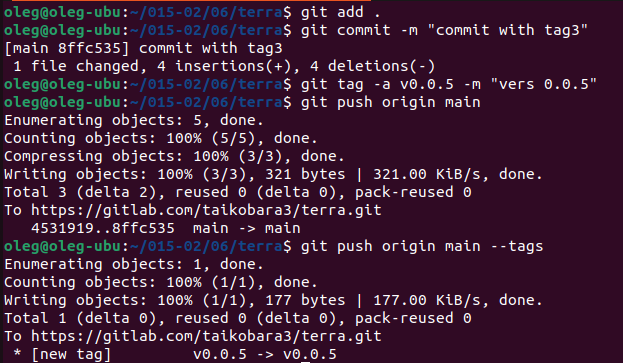 oleg@oleg-ubu:~/015-02/06/terra$ git add .
oleg@oleg-ubu:~/015-02/06/terra$ git commit -m "commit with tag3"
[main 8ffc535] commit with tag3
 1 file changed, 4 insertions(+), 4 deletions(-)
oleg@oleg-ubu:~/015-02/06/terra$ git tag -a v0.0.5 -m "vers 0.0.5"
oleg@oleg-ubu:~/015-02/06/terra$ git push origin main
Enumerating objects: 5, done.
Counting objects: 100% (5/5), done.
Compressing objects: 100% (3/3), done.
Writing objects: 100% (3/3), 321 bytes | 321.00 KiB/s, done.
Total 3 (delta 2), reused 0 (delta 0), pack-reused 0
To https://gitlab.com/taikobara3/terra.git
   4531919..8ffc535  main -> main
oleg@oleg-ubu:~/015-02/06/terra$ git push origin main --tags
Enumerating objects: 1, done.
Counting objects: 100% (1/1), done.
Writing objects: 100% (1/1), 177 bytes | 177.00 KiB/s, done.
Total 1 (delta 0), reused 0 (delta 0), pack-reused 0
To https://gitlab.com/taikobara3/terra.git
 * [new tag]         v0.0.5 -> v0.0.5